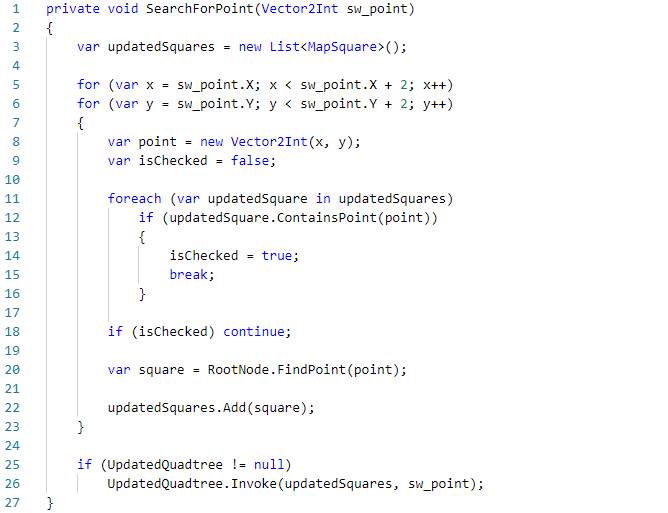 1 private void SearchForPoint(Vector2Int sw_point)
2 {
3     var updatedSquares = new List<MapSquare>();
4
5     for (var x = sw_point.X; x < sw_point.X + 2; x++)
6     for (var y = sw_point.Y; y < sw_point.Y + 2; y++)
7     {
8         var point = new Vector2Int(x, y);
9         var isChecked = false;
10
11         foreach (var updatedSquare in updatedSquares)
12             if (updatedSquare.ContainsPoint(point))
13             {
14                 isChecked = true;
15                 break;
16             }
17
18         if (isChecked) continue;
19
20         var square = RootNode.FindPoint(point);
21
22         updatedSquares.Add(square);
23     }
24
25     if (UpdatedQuadtree != null)
26         UpdatedQuadtree.Invoke(updatedSquares, sw_point);
27 }